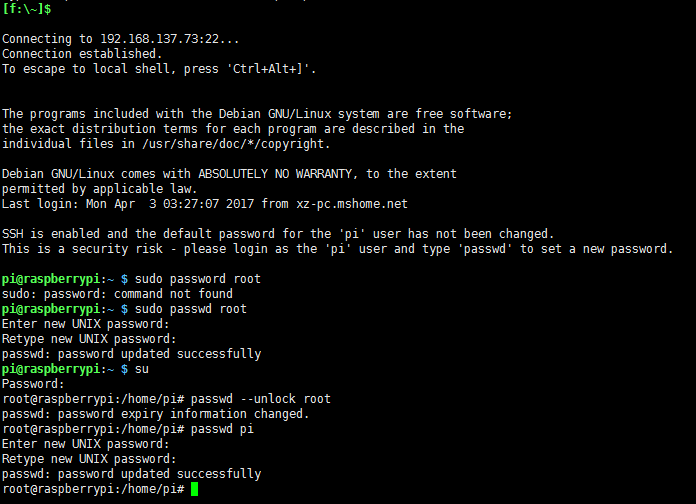 [f:\~]$
Connecting to 192.168.137.73:22...
Connection established.
To escape to local shell, press 'Ctrl+Alt+]'.
The programs included with the Debian GNU/Linux system are free software;
the exact distribution terms for each program are described in the
individual files in /usr/share/doc/*/copyright.
Debian GNU/Linux comes with ABSOLUTELY NO WARRANTY, to the extent
permitted by applicable law.
Last login: Mon Apr  3 03:27:07 2017 from xz-pc.mshome.net
SSH is enabled and the default password for the 'pi' user has not been changed.
This is a security risk - please login as the 'pi' user and type 'passwd' to set a new password.
pi@raspberrypi:~ $ sudo password root
sudo: password: command not found
pi@raspberrypi:~ $ sudo passwd root
Enter new UNIX password:
Retype new UNIX password:
passwd: password updated successfully
pi@raspberrypi:~ $ su
Password:
root@raspberrypi:/home/pi# passwd --unlock root
passwd: password expiry information changed.
root@raspberrypi:/home/pi# passwd pi
Enter new UNIX password:
Retype new UNIX password:
passwd: password updated successfully
root@raspberrypi:/home/pi#